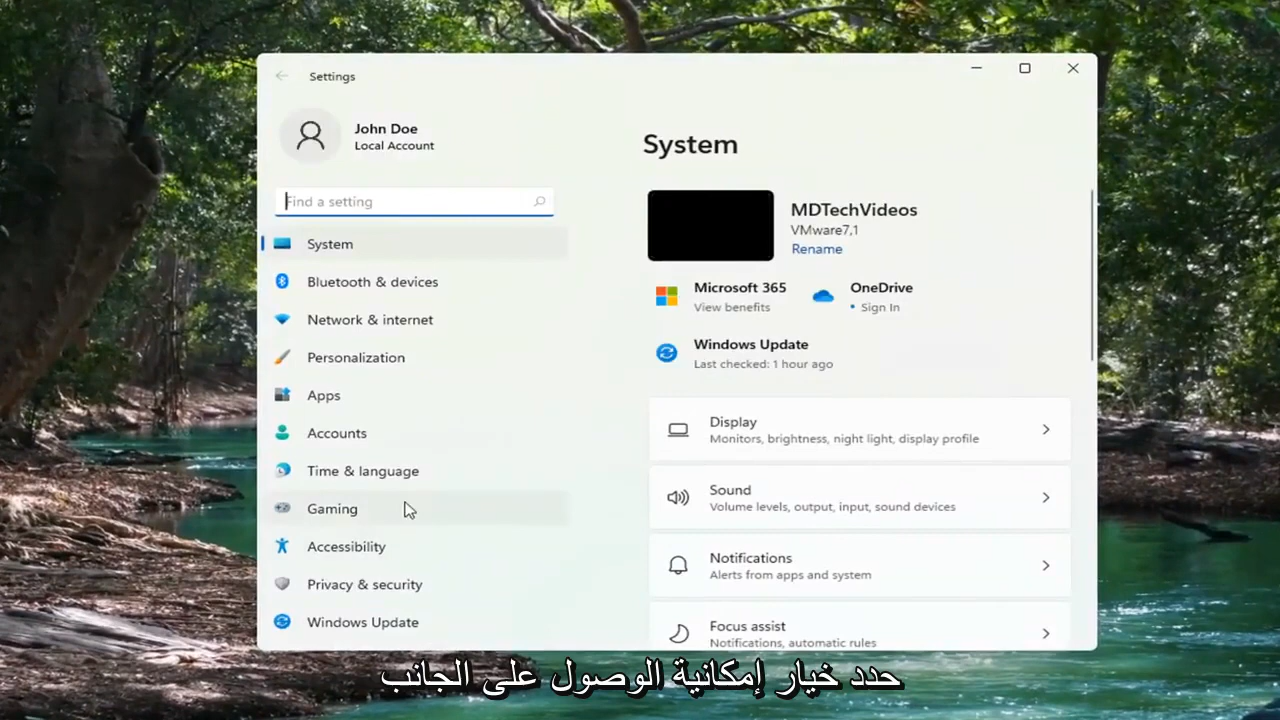 Settings
John Doe
Local Account
Find a setting
System
Bluetooth & devices
Network & internet
Personalization
Apps
Accounts
Time & language
Gaming
Accessibility
Privacy & security
Windows Update
System
MDTechVideos
VMware7,1
Rename
Microsoft 365
View benefits
OneDrive
• Sign In
Windows Update
Last checked: 1 hour ago
Display
Monitors, brightness, night light, display profile
Sound
Volume levels, output, input, sound devices
Notifications
Alerts from apps and system
Focus assist
Notifications, automatic rules
حدد خيار إمكانية الوصول على الجانب